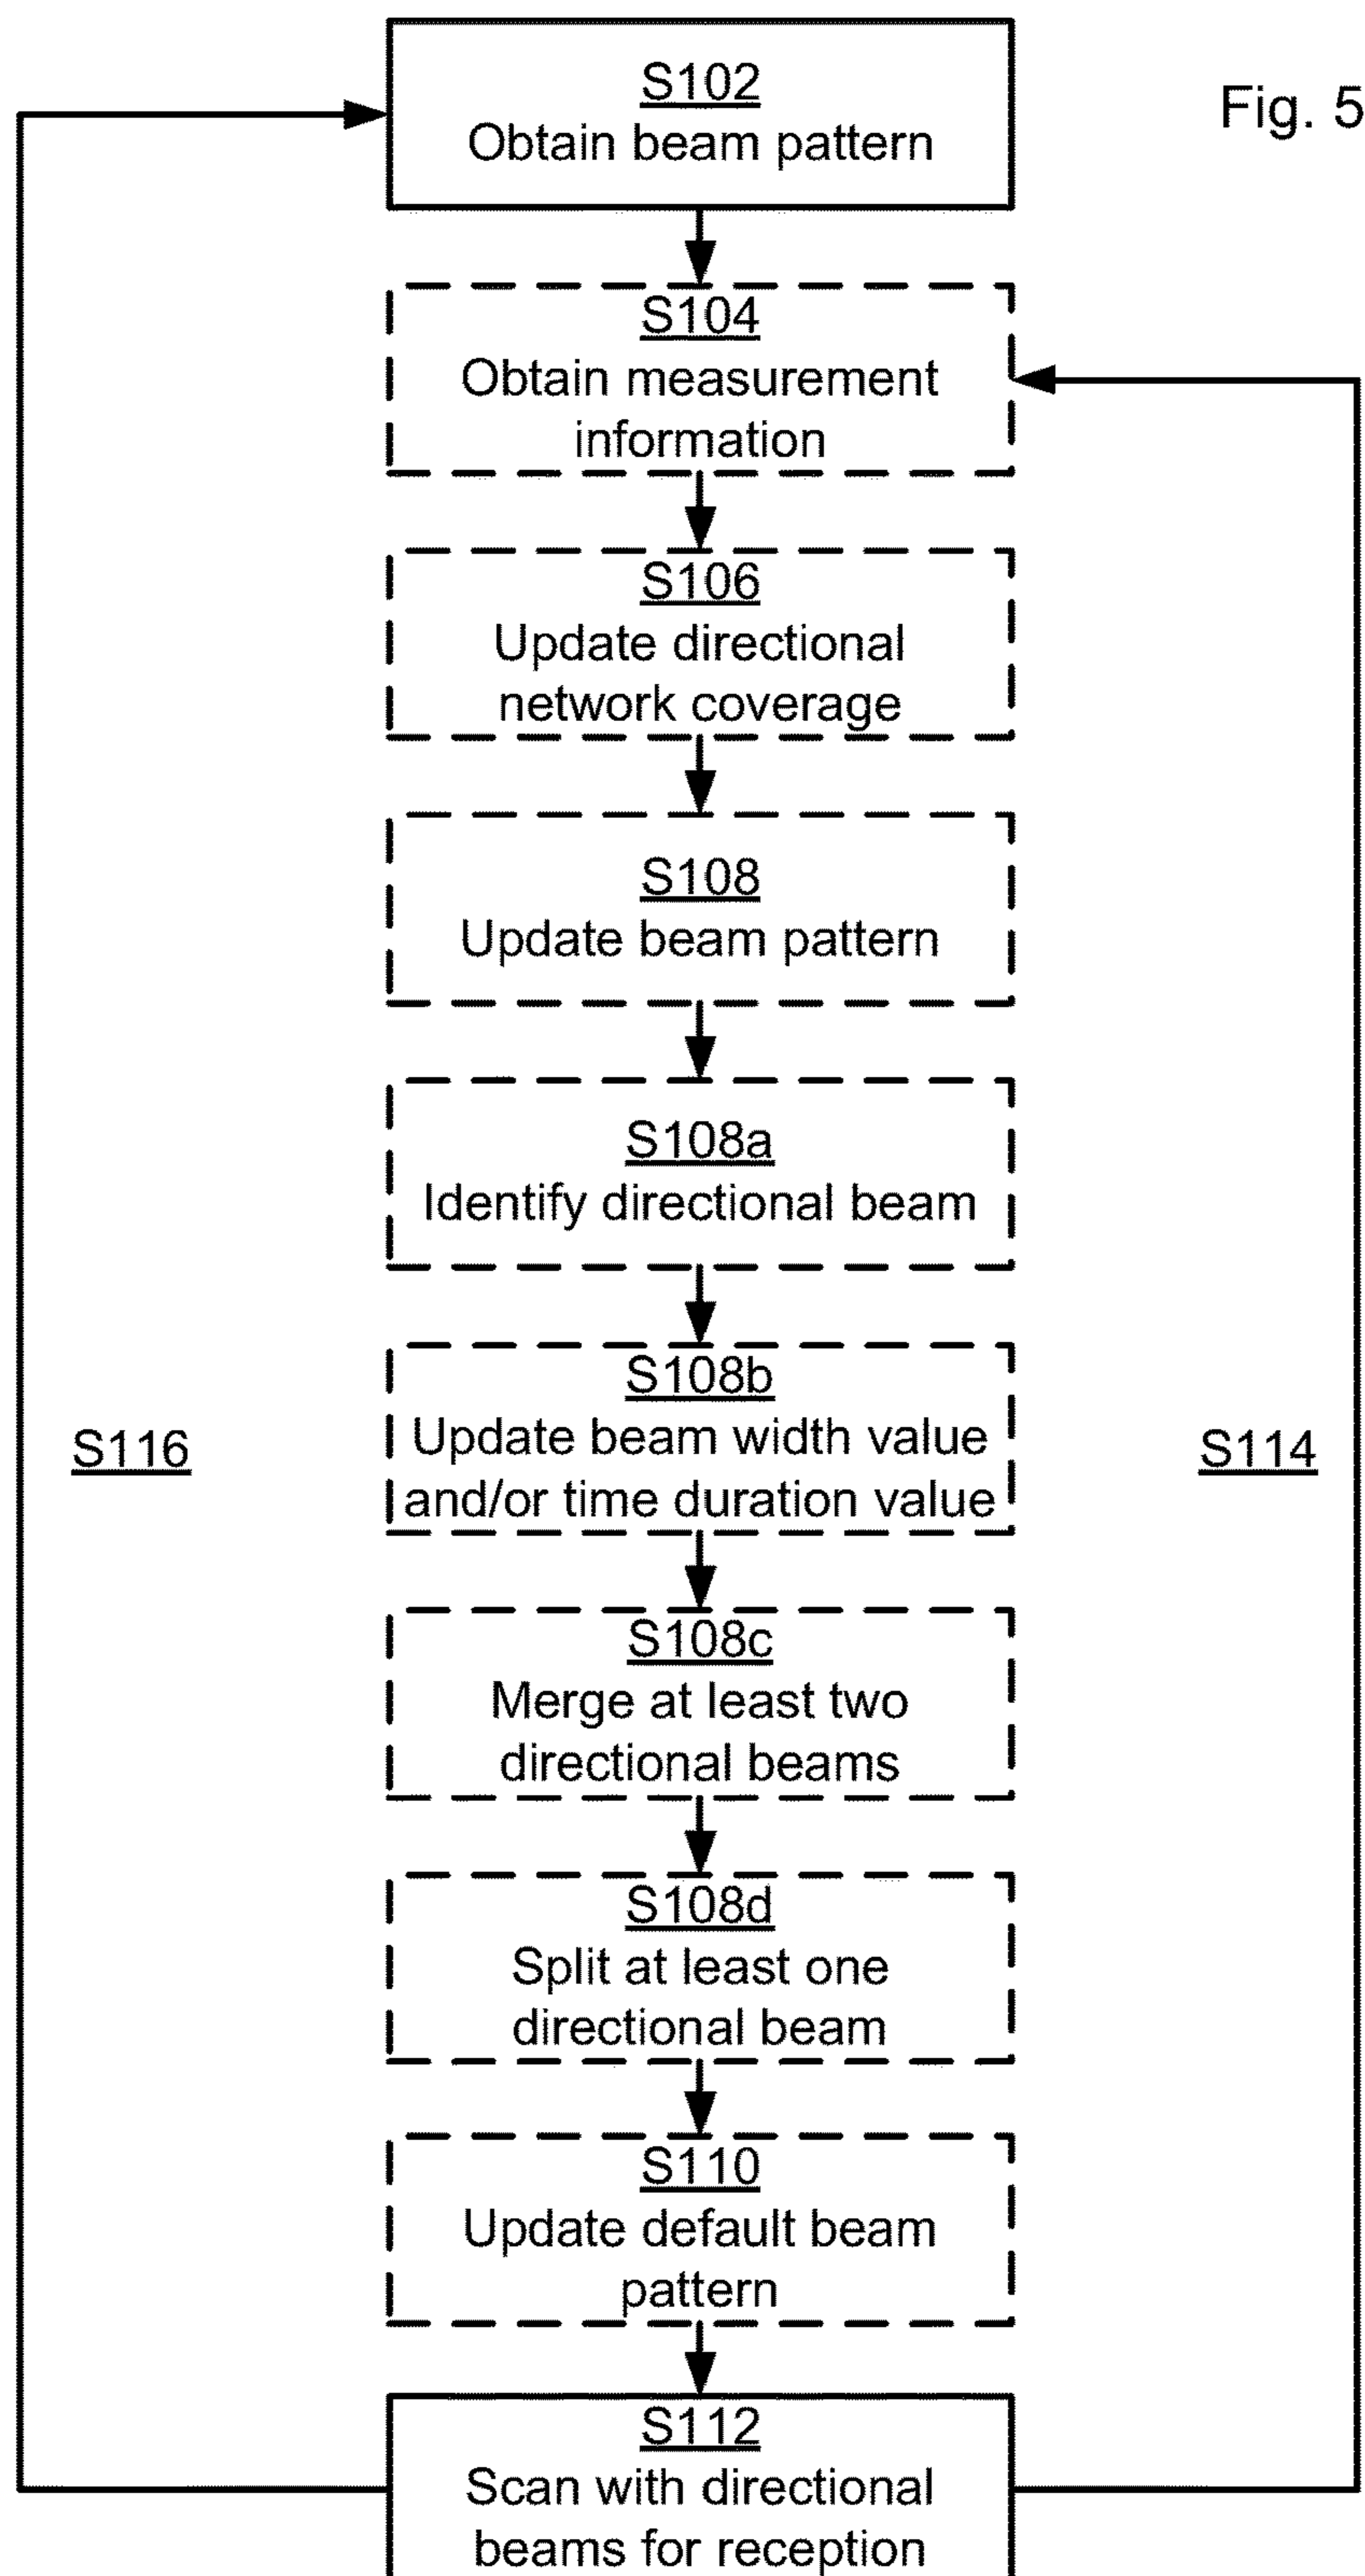 Fig. 5
S102
Obtain beam pattern
S104
Obtain measurement
information
S106
Update directional
network coverage
S108
Update beam pattern
S108a
Identify directional beam
S108b
Update beam width value
and/or time duration value
S116
S114
S108c
Merge at least two
directional beams
S108d
Split at least one
directional beam
S110
Update default beam
pattern
S112
Scan with directional
beams for reception